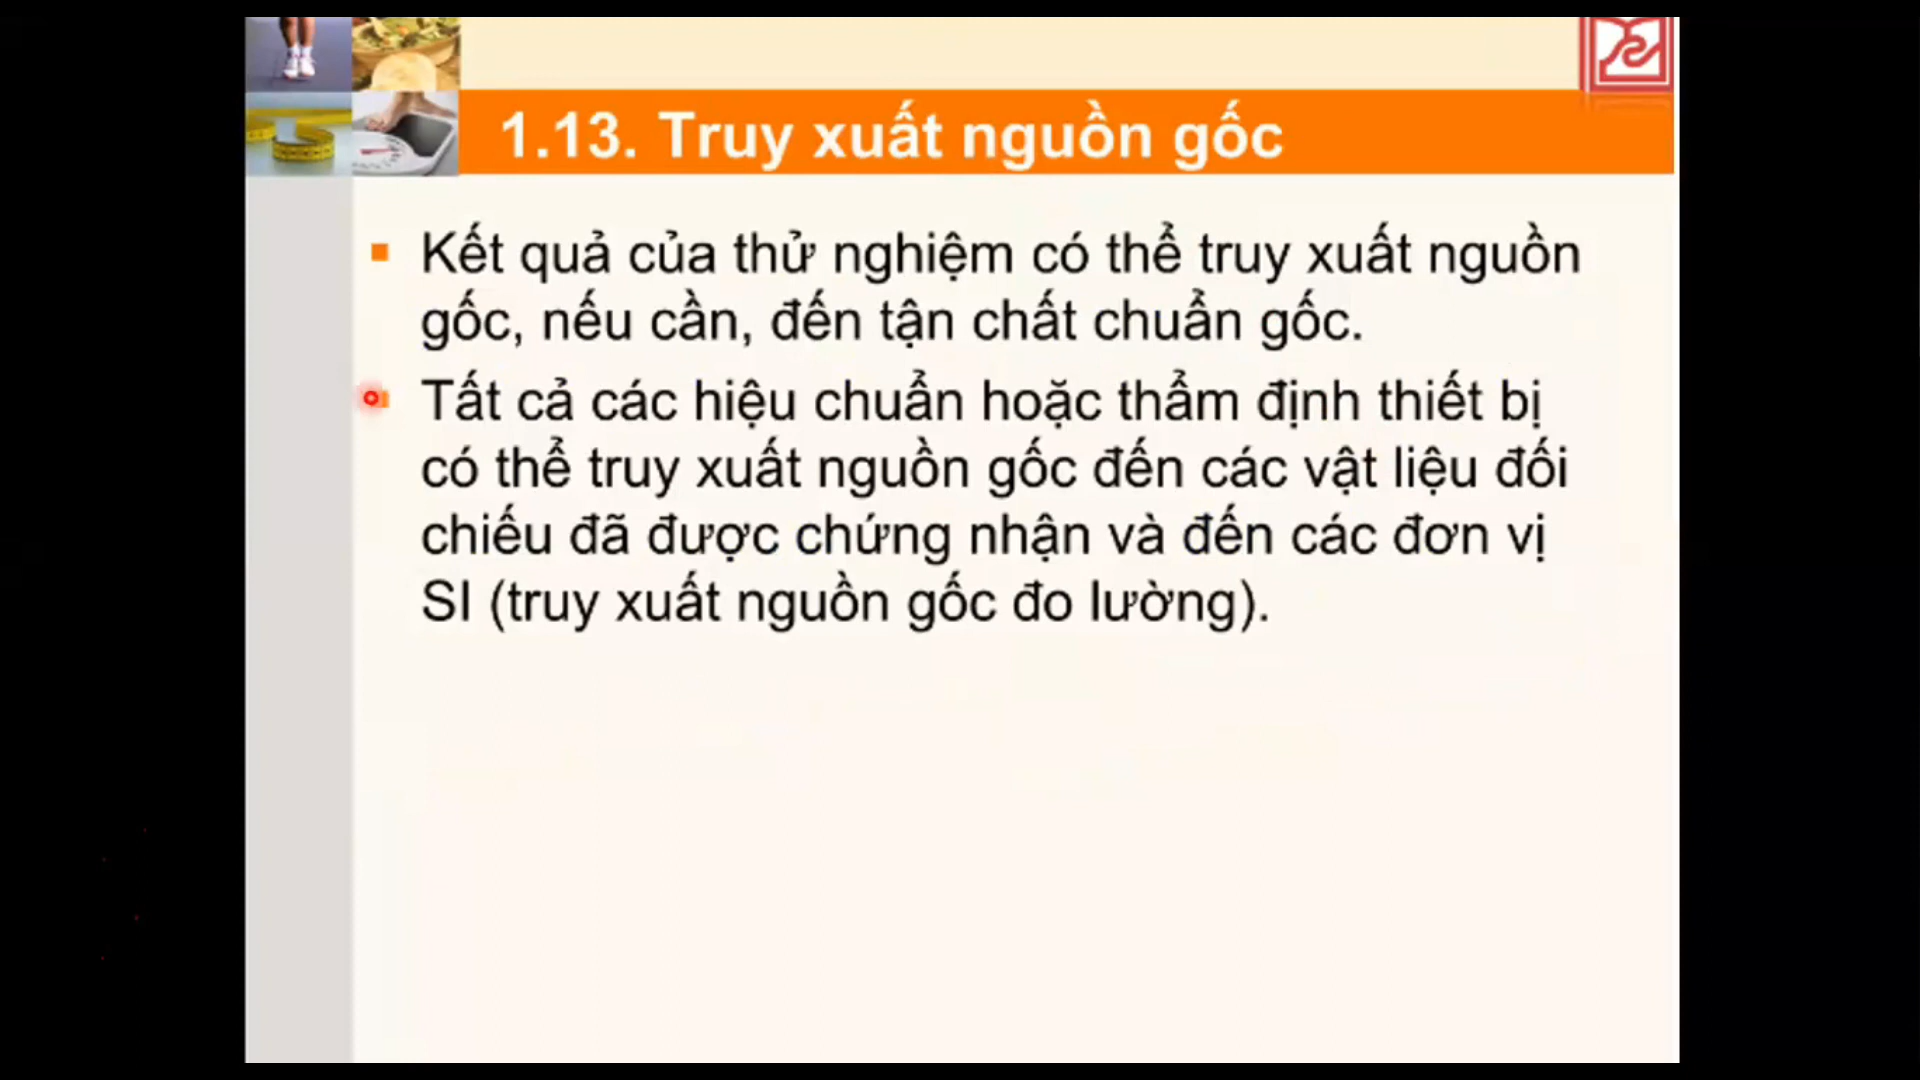 1.13. Truy xuất nguồn gốc
Kết quả của thử nghiệm có thể truy xuất nguồn
gốc, nếu cần, đến tận chất chuẩn gốc.
Tất cả các hiệu chuẩn hoặc thẩm định thiết bị
có thể truy xuất nguồn gốc đến các vật liệu đối
chiếu đã được chứng nhận và đến các đơn vị
SI (truy xuất nguồn gốc đo lường).